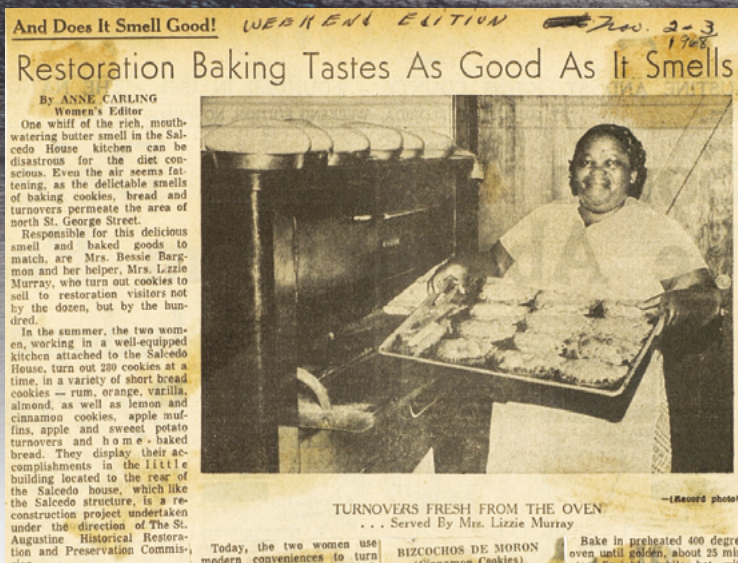 And Does It Smell Good!
WEEKEND EDITION
Nov. 2-3
1968
Restoration Baking Tastes As Good As It Smells
By ANNE CARLING
Women's Editor
One whiff of the rich, mouth-
watering butter smell in the Sal-
cedo House kitchen can be
disastrous for the diet con-
scious. Even the air seems fat-
tening, as the delictable smells
of baking cookies, bread and
turnovers permeate the area of
north St. George Street.
Responsible for this delicious
smell and baked goods to
match, are Mrs. Bessie Barg-
mon and her helper, Mrs. Lizzie
Murray, who turn out cookies to
sell to restoration visitors not
by the dozen, but by the hun-
dred.
In the summer, the two wom-
en, working in a well-equipped
kitchen attached to the Salcedo
House, turn out 280 cookies at a
time, in a variety of short bread
cookies — rum, orange, varilla,
almond, as well as lemon and
cinnamon cookies, apple muf-
fins, apple and sweeet potato
turnovers and home-baked
bread. They display their ac-
complishments in the little
building located to the rear of
the Salcedo house, which like
the Salcedo structure, is a re-
construction project undertaken
under the direction of The St.
Augustine Historical Restora-
tion and Preservation Commis-
—(Record photo)
TURNOVERS FRESH FROM THE OVEN
. . . Served By Mrs. Lizzie Murray
Today, the two women use
modern conveniences to turn
BIZCOCHOS DE MORON
(Cinnamon Cookies)
Bake in preheated 400 degre
oven until golden, about 25 min